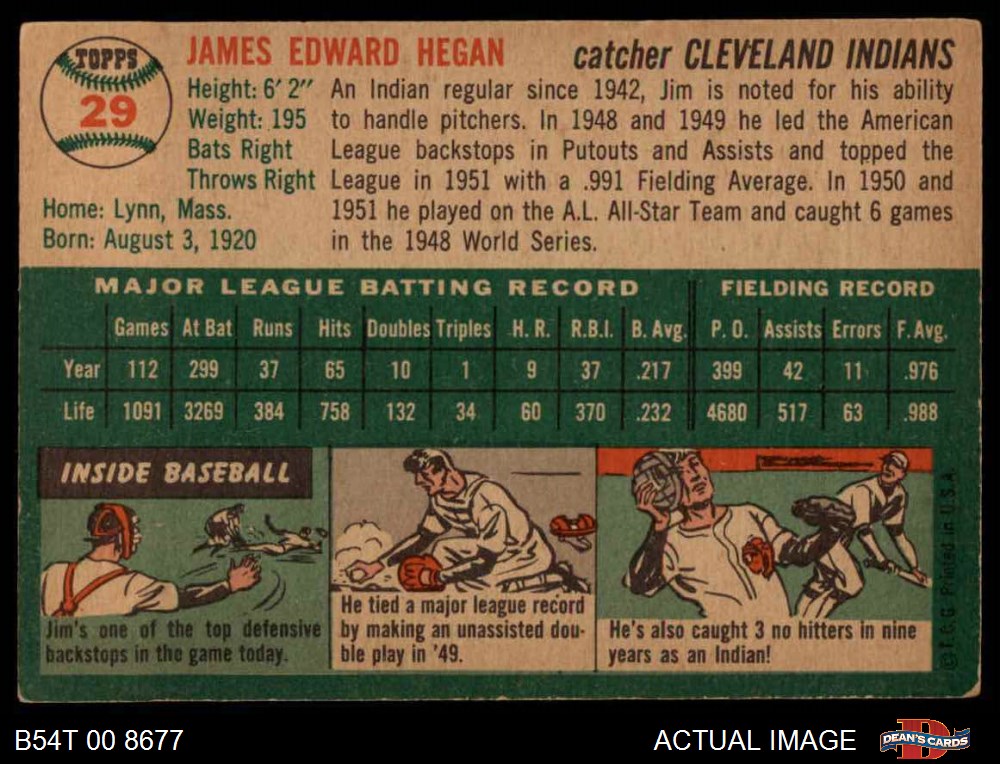 TOPPS
29
JAMES EDWARD HEGAN
catcher CLEVELAND INDIANS
Height: 6' 2"
Weight: 195
Bats Right
Throws Right
Home: Lynn, Mass.
Born: August 3, 1920
An Indian regular since 1942, Jim is noted for his ability
to handle pitchers. In 1948 and 1949 he led the American
League backstops in Putouts and Assists and topped the
League in 1951 with a .991 Fielding Average. In 1950 and
1951 he played on the A.L. All-Star Team and caught 6 games
in the 1948 World Series.
MAJOR LEAGUE BATTING RECORD FIELDING RECORD
Games At Bat Runs Hits Doubles Triples H. R. R.B.I. B. Avg. P. O. Assists Errors F. Avg.
Year 112 299 37 65 10 1 9 37 .217 399 42 11 .976
Life 1091 3269 384 758 132 34 60 370 .232 4680 517 63 .988
INSIDE BASEBALL
Jim's one of the top defensive
backstops in the game today.
He tied a major league record
by making an unassisted dou-
ble play in '49.
He's also caught 3 no hitters in nine
years as an Indian!
© T.C.G. Printed in U.S.A.
B54T 00 8677
ACTUAL IMAGE
DEAN'S CARDS